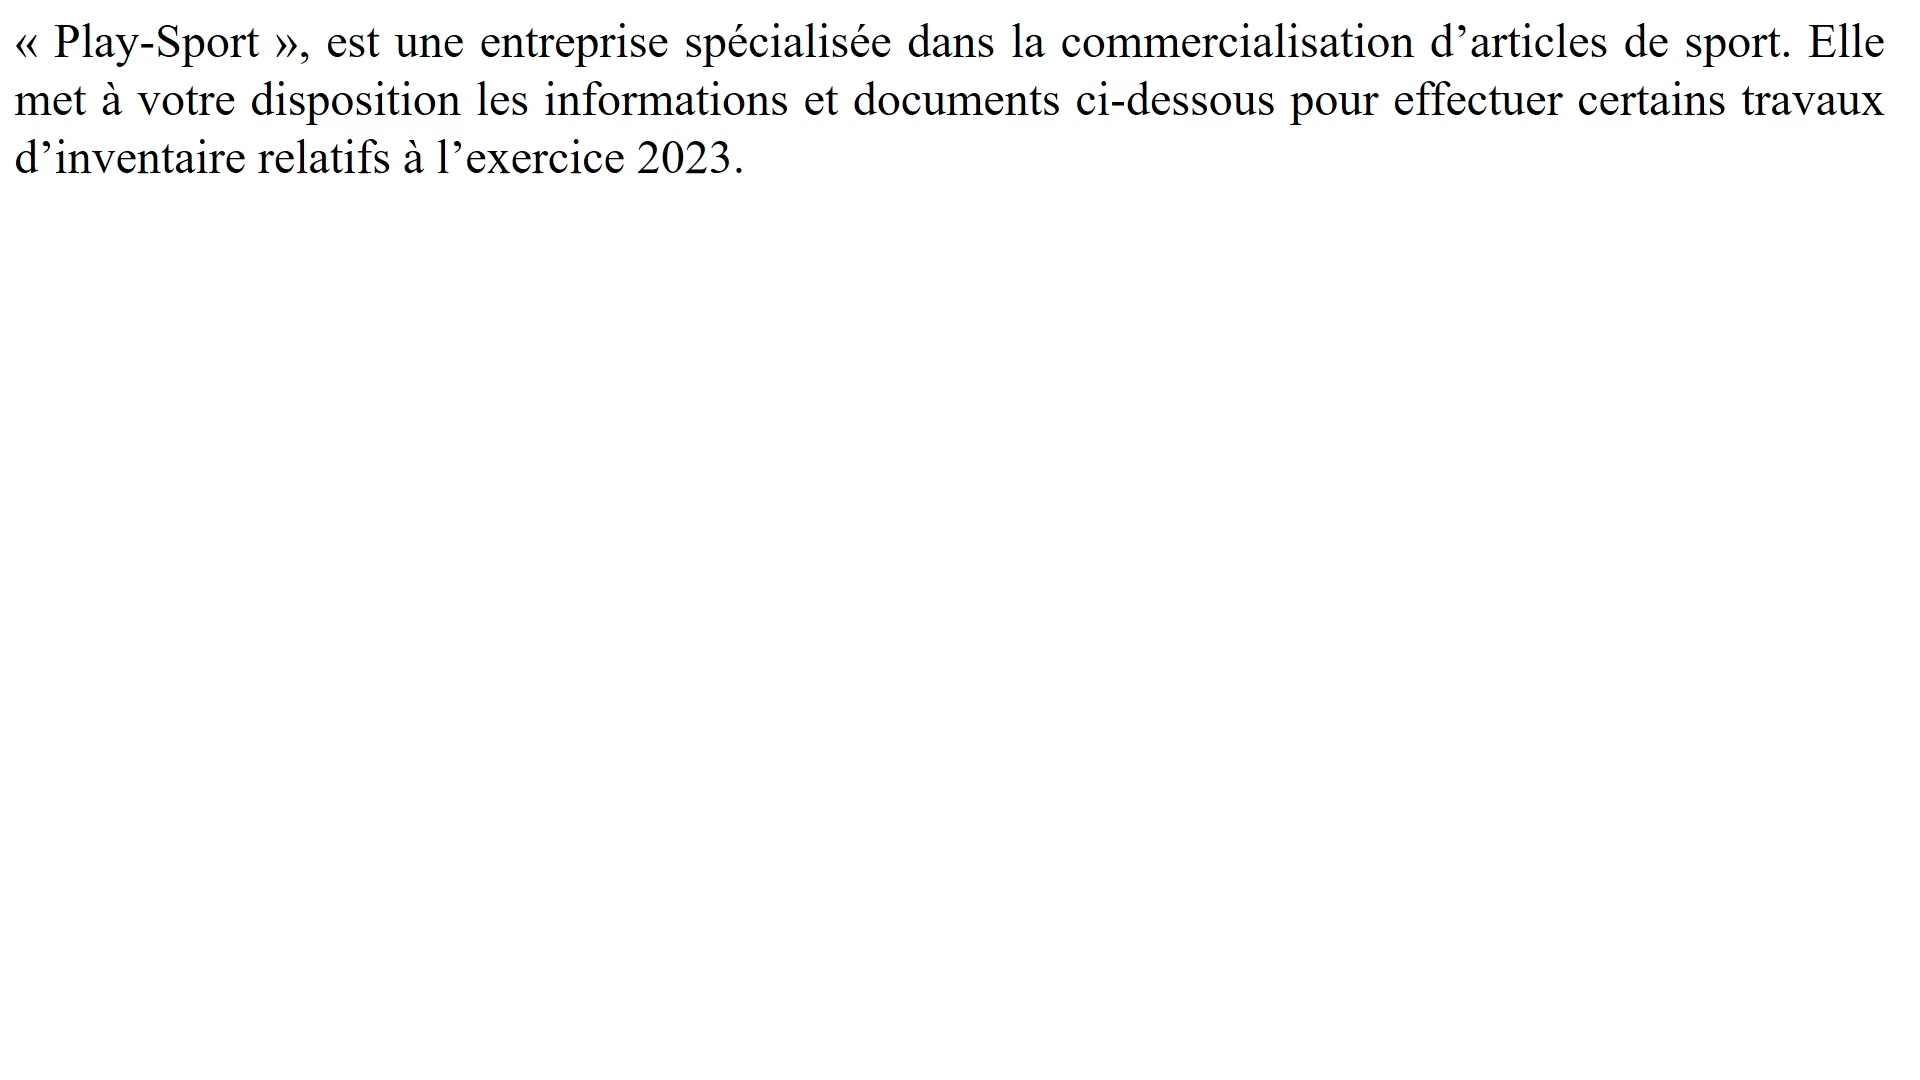 « Play-Sport », est une entreprise spécialisée dans la commercialisation d’articles de sport. Elle
met à votre disposition les informations et documents ci-dessous pour effectuer certains travaux
d’inventaire relatifs à l’exercice 2023.